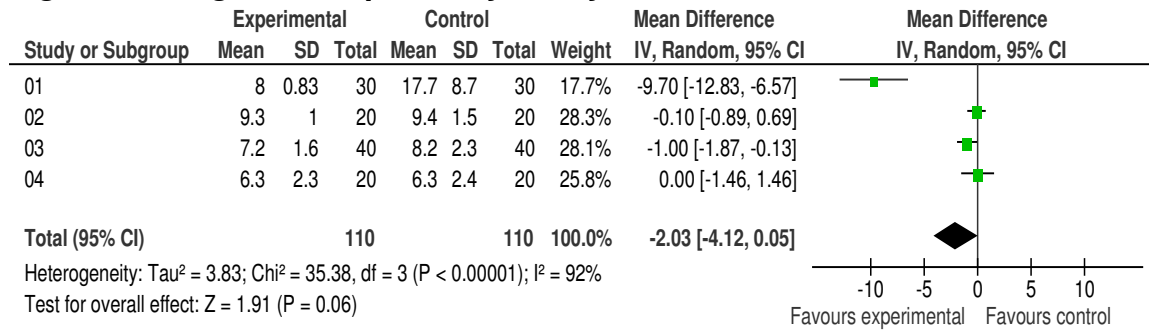 Experimental Control Mean Difference Mean Difference
Study or Subgroup Mean SD Total Mean SD Total Weight IV, Random, 95% CI IV, Random, 95% CI
01 8 0.83 30 17.7 8.7 30 17.7% -9.70 [-12.83, -6.57]
02 9.3 1 20 9.4 1.5 20 28.3% -0.10 [-0.89, 0.69]
03 7.2 1.6 40 8.2 2.3 40 28.1% -1.00 [-1.87, -0.13]
04 6.3 2.3 20 6.3 2.4 20 25.8% 0.00 [-1.46, 1.46]
Total (95% CI) 110 110 100.0% -2.03 [-4.12, 0.05]
Heterogeneity: Tau² = 3.83; Chi² = 35.38, df = 3 (P < 0.00001); I² = 92%
Test for overall effect: Z = 1.91 (P = 0.06)
-10 -5 0 5 10
Favours experimental Favours control